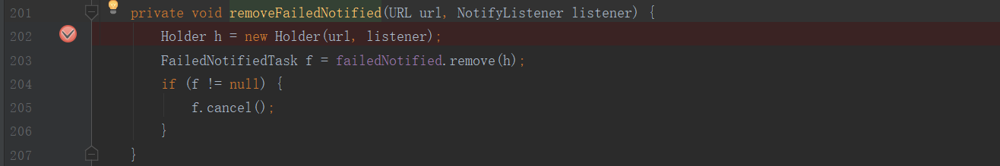 201 private void removeFailedNotified(URL url, NotifyListener listener) {
202 Holder h = new Holder(url, listener);
203 FailedNotifiedTask f = failedNotified.remove(h);
204 if (f != null) {
205 f.cancel();
206 }
207 }